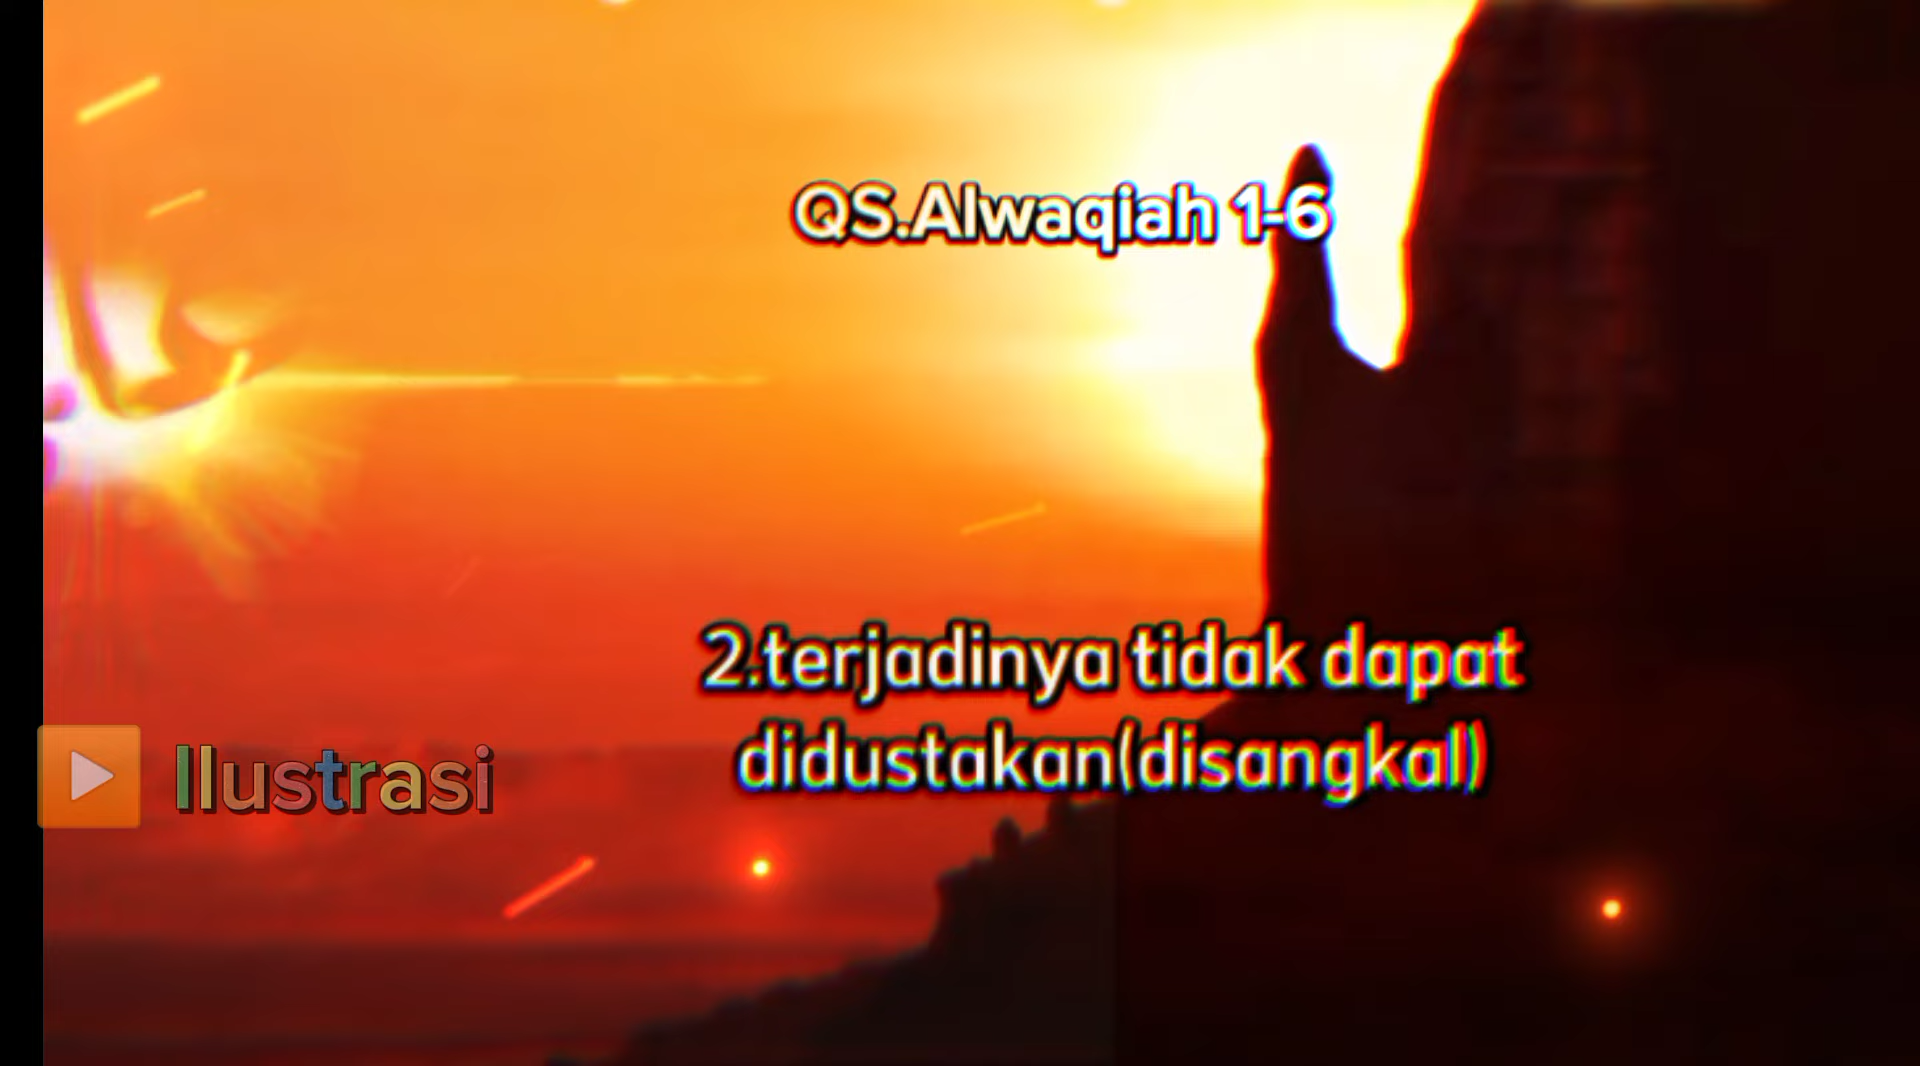 QS.Alwaqiah 1-6
2.terjadinya tidak dapat
didustakan(disangkal)
Ilustrasi